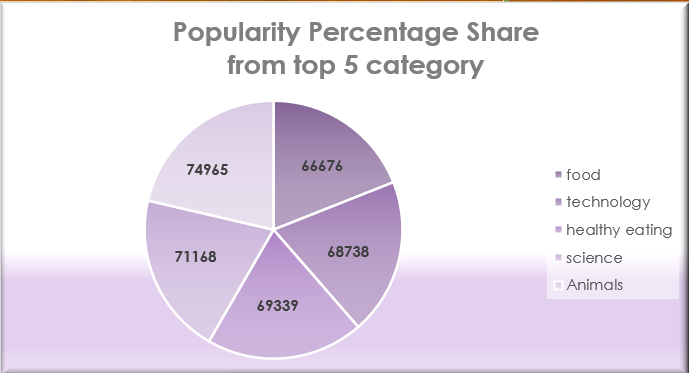 Popularity Percentage Share
from top 5 category
74965
66676
71168
68738
69339
food
technology
healthy eating
science
Animals